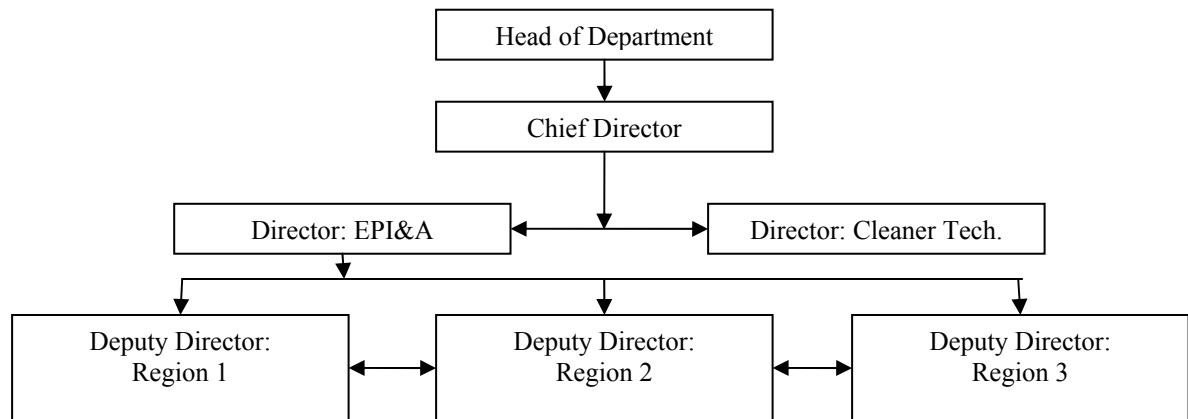 Head of Department
Chief Director
Director: EPI&A
Director: Cleaner Tech.
Deputy Director:
Region 1
Deputy Director:
Region 2
Deputy Director:
Region 3